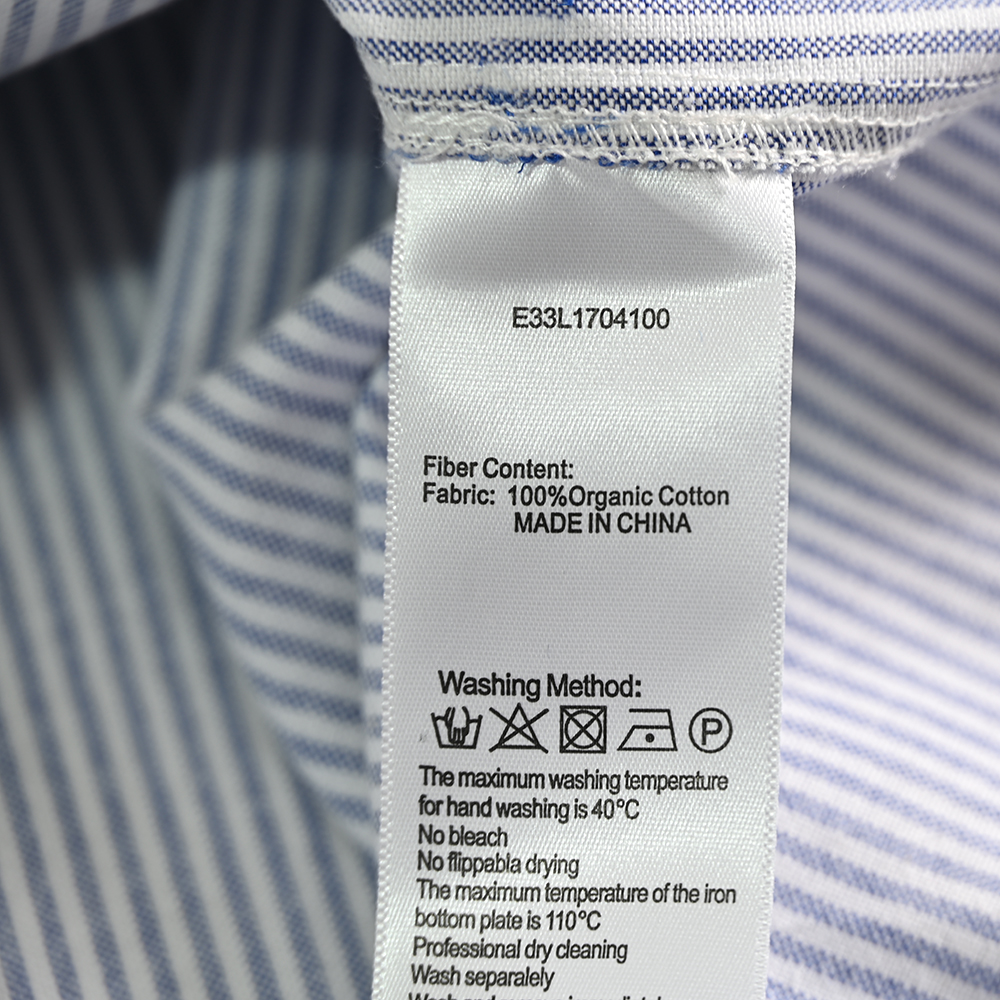 E33L1704100
Fiber Content:
Fabric: 100%Organic Cotton
MADE IN CHINA
Washing Method:
P
The maximum washing temperature
for hand washing is 40°C
No bleach
No flippabla drying
The maximum temperature of the iron
bottom plate is 110°C
Professional dry cleaning
Wash separalely